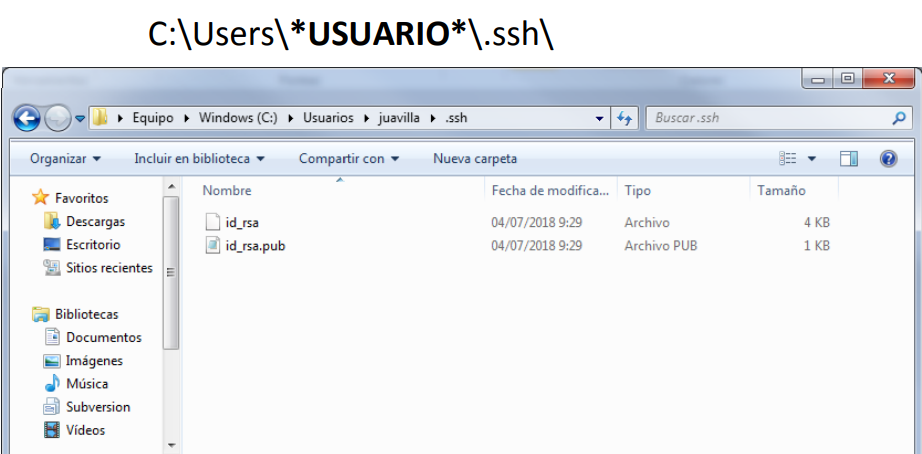 C:\Users\*USUARIO*\.ssh\
Equipo Windows (C:) Usuarios juavilla .ssh Buscar .ssh
Organizar Incluir en biblioteca Compartir con Nueva carpeta
Favoritos
Descargas
Escritorio
Sitios recientes
Bibliotecas
Documentos
Imágenes
Música
Subversion
Vídeos
Nombre Fecha de modifica... Tipo Tamaño
id_rsa 04/07/2018 9:29 Archivo 4 KB
id_rsa.pub 04/07/2018 9:29 Archivo PUB 1 KB